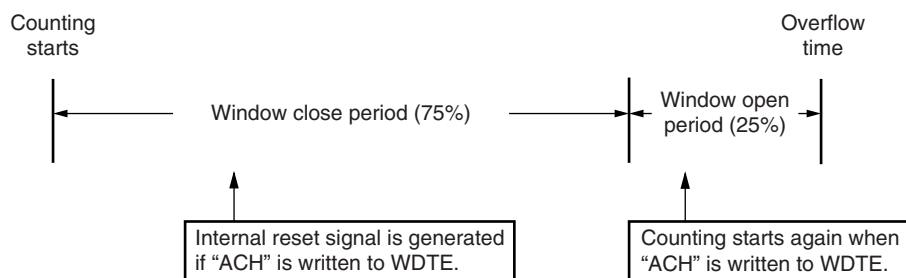 Counting
starts
Overflow
time
Window close period (75%)
Window open
period (25%)
Internal reset signal is generated
if “ACH” is written to WDTE.
Counting starts again when
“ACH” is written to WDTE.